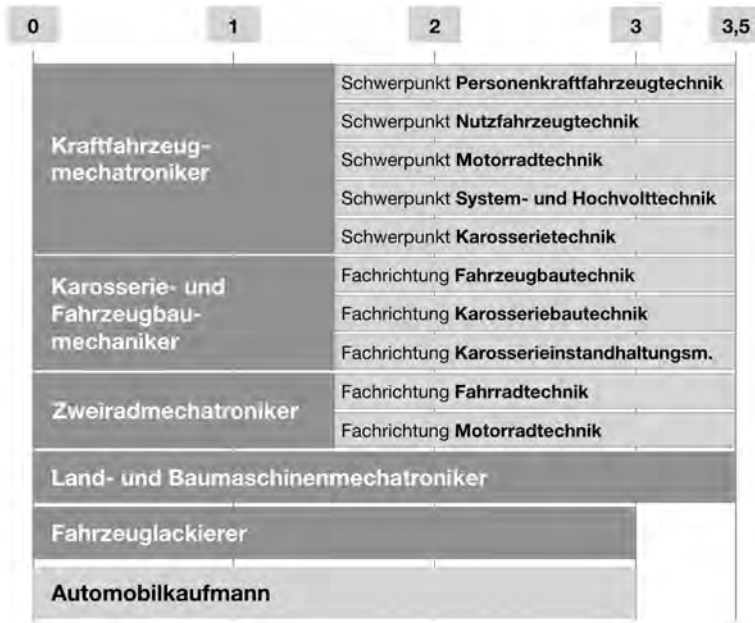 0 1 2 3 3,5
Kraftfahrzeug-
mechatroniker
Schwerpunkt Personenkraftfahrzeugtechnik
Schwerpunkt Nutzfahrzeugtechnik
Schwerpunkt Motorradtechnik
Schwerpunkt System- und Hochvolttechnik
Schwerpunkt Karosserietechnik
Karosserie- und
Fahrzeugbau-
mechaniker
Fachrichtung Fahrzeugbautechnik
Fachrichtung Karosseriebautechnik
Fachrichtung Karosserieinstandhaltungsm.
Zweiradmechatroniker
Fachrichtung Fahrradtechnik
Fachrichtung Motorradtechnik
Land- und Baumaschinenmechatroniker
Fahrzeuglackierer
Automobilkaufmann